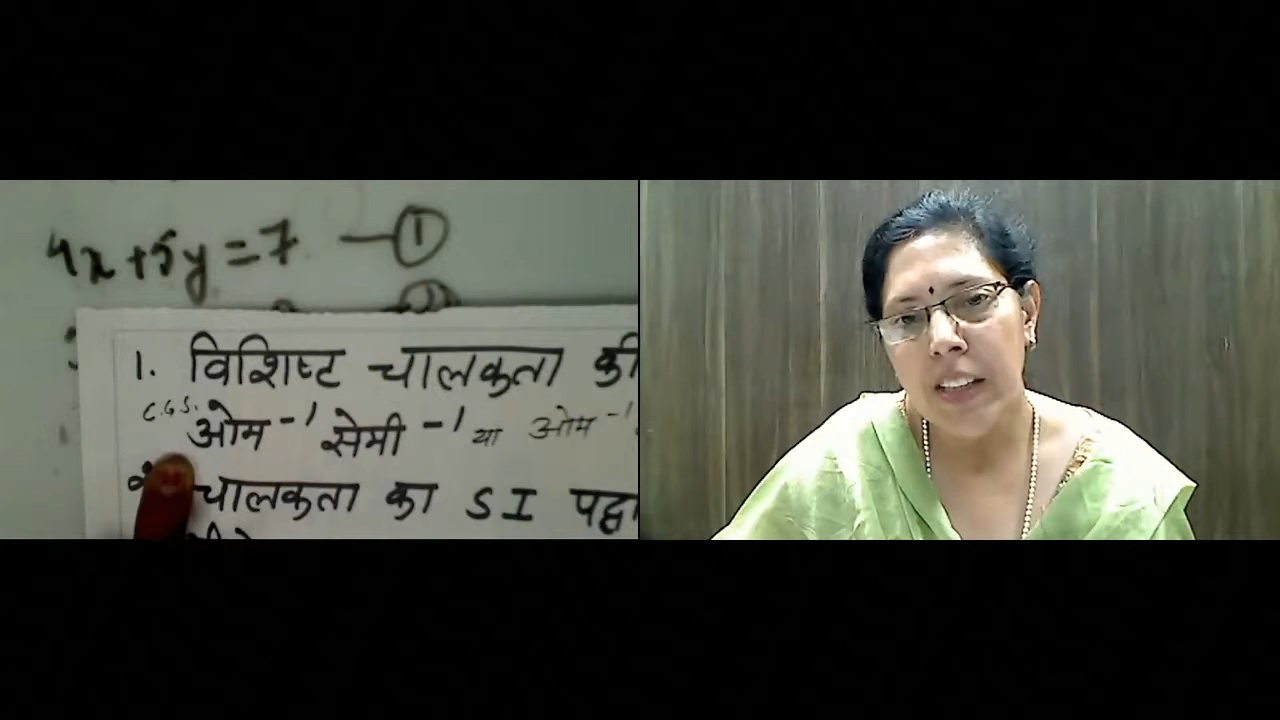 4x + 5y = 7 — ①
1. विशिष्ट चालकता की
C.G.S. ओम⁻¹ सेमी⁻¹ या ओम⁻¹
चालकता का SI